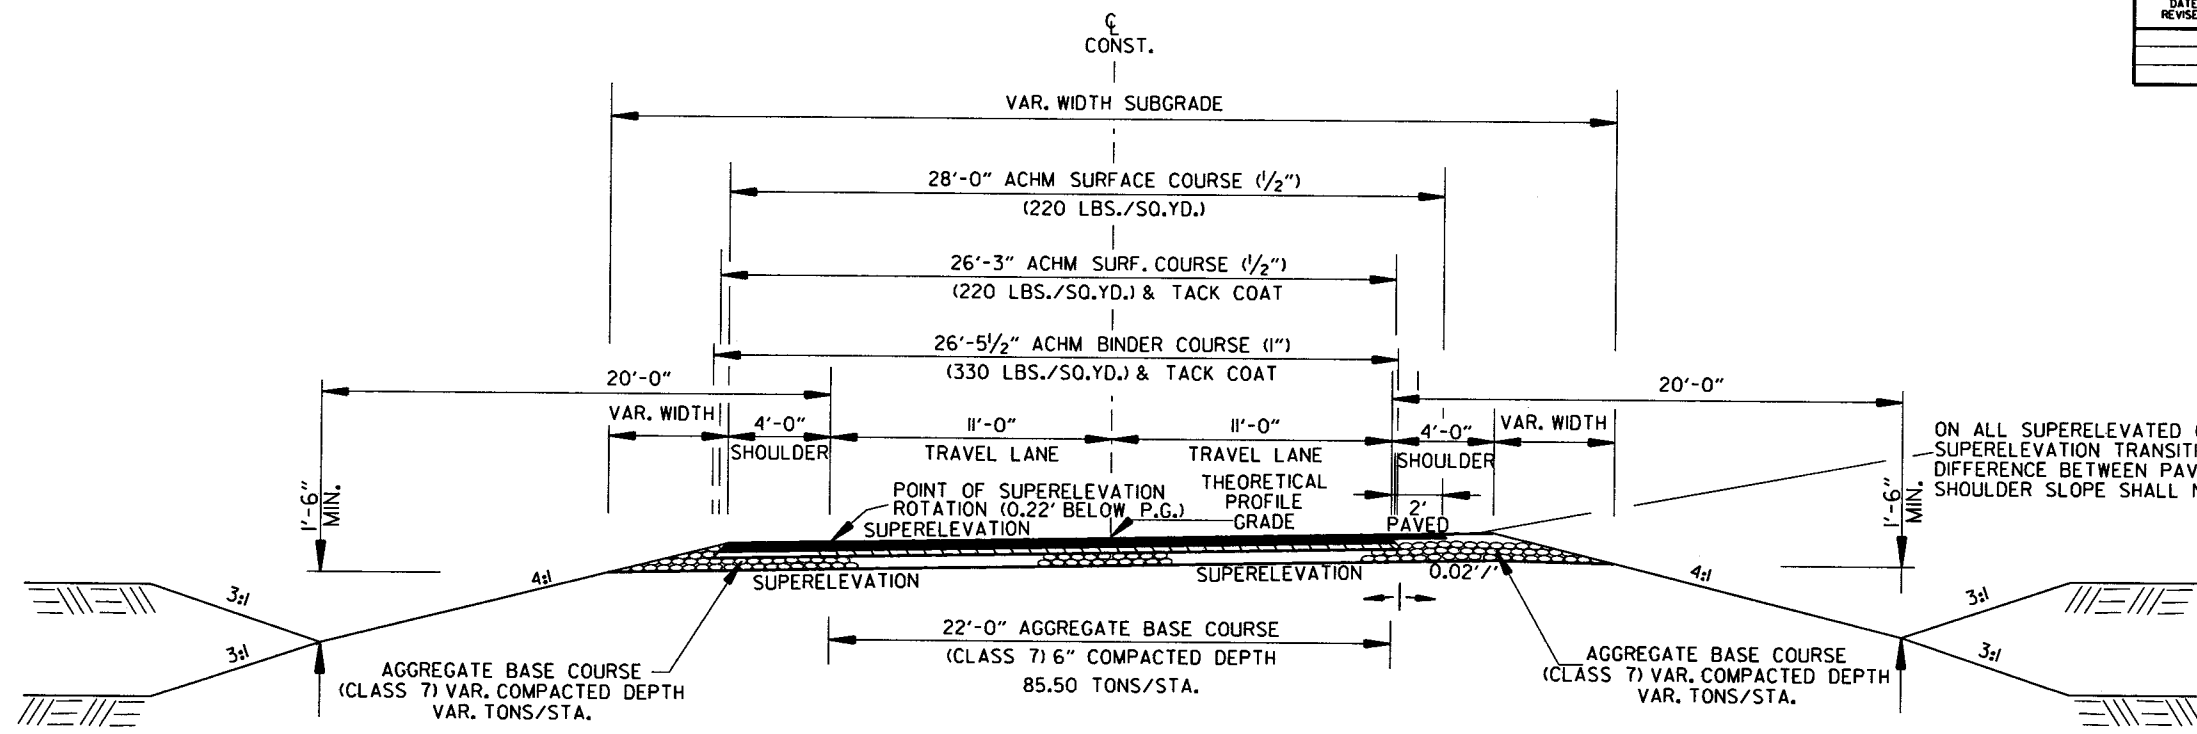 DATE
REVISE
℄
CONST.
VAR. WIDTH SUBGRADE
28'-0" ACHM SURFACE COURSE (1/2")
(220 LBS./SQ.YD.)
26'-3" ACHM SURF. COURSE (1/2")
(220 LBS./SQ.YD.) & TACK COAT
26'-5 1/2" ACHM BINDER COURSE (1")
(330 LBS./SQ.YD.) & TACK COAT
20'-0"
20'-0"
VAR. WIDTH
4'-0"
SHOULDER
11'-0"
TRAVEL LANE
11'-0"
TRAVEL LANE
4'-0"
SHOULDER
VAR. WIDTH
ON ALL SUPERELEVATED
SUPERELEVATION TRANSITI
DIFFERENCE BETWEEN PAV
SHOULDER SLOPE SHALL
1'-6"
MIN.
POINT OF SUPERELEVATION
ROTATION (0.22' BELOW P.G.)
SUPERELEVATION
THEORETICAL
PROFILE
GRADE
2'
PAVED
1'-6"
MIN.
SUPERELEVATION
SUPERELEVATION
0.02'/'
3:1
4:1
3:1
4:1
3:1
3:1
22'-0" AGGREGATE BASE COURSE
(CLASS 7) 6" COMPACTED DEPTH
85.50 TONS/STA.
AGGREGATE BASE COURSE
(CLASS 7) VAR. COMPACTED DEPTH
VAR. TONS/STA.
AGGREGATE BASE COURSE
(CLASS 7) VAR. COMPACTED DEPTH
VAR. TONS/STA.